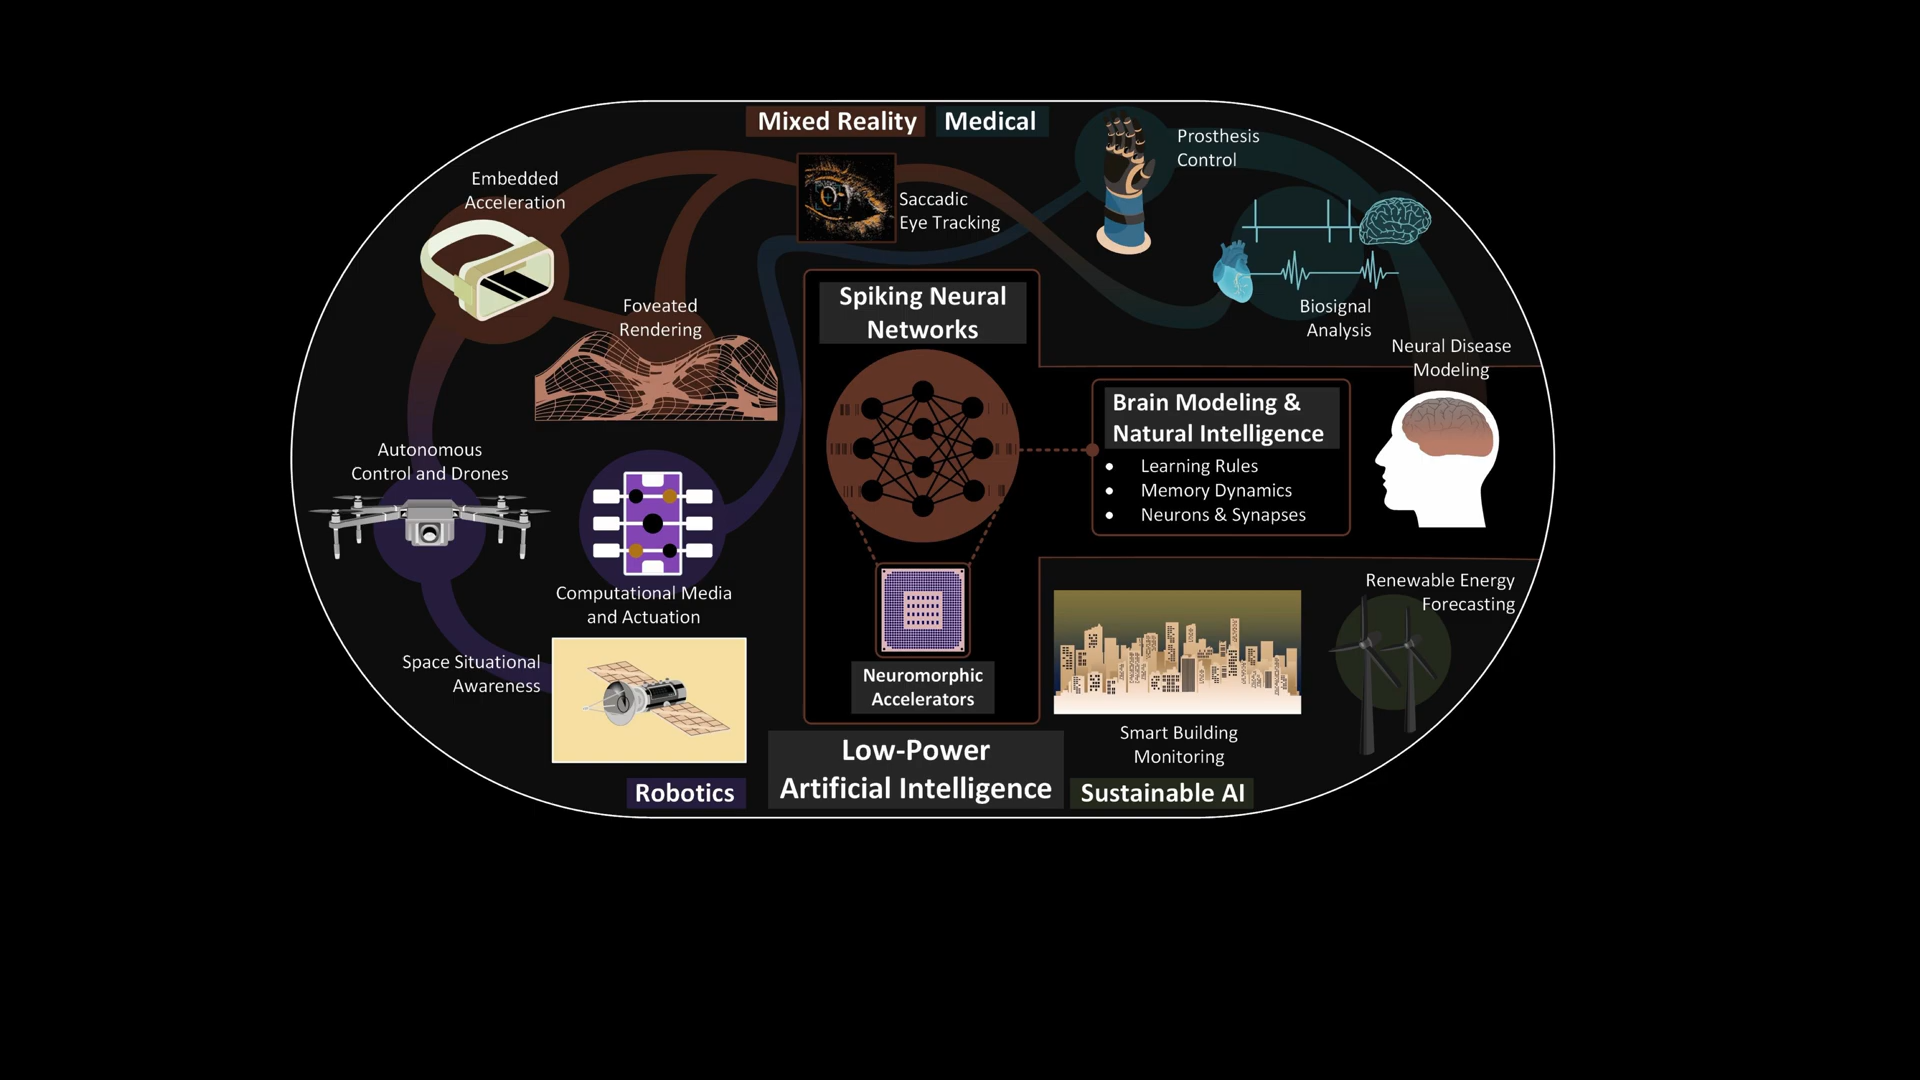 Mixed Reality
Medical
Prosthesis
Control
Embedded
Acceleration
Saccadic
Eye Tracking
Foveated
Rendering
Spiking Neural
Networks
Biosignal
Analysis
Neural Disease
Modeling
Brain Modeling &
Natural Intelligence
• Learning Rules
• Memory Dynamics
• Neurons & Synapses
Autonomous
Control and Drones
Computational Media
and Actuation
Space Situational
Awareness
Neuromorphic
Accelerators
Renewable Energy
Forecasting
Smart Building
Monitoring
Robotics
Low-Power
Artificial Intelligence
Sustainable AI